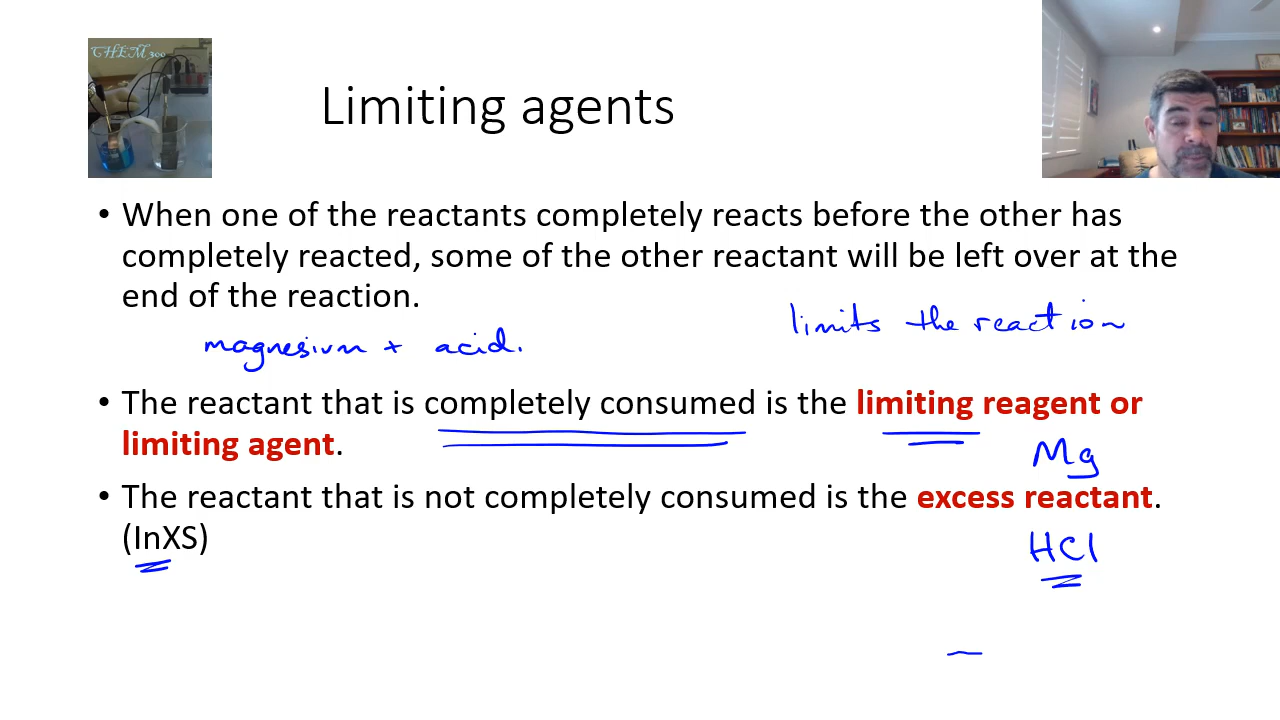 CHEM300
Limiting agents
• When one of the reactants completely reacts before the other has
completely reacted, some of the other reactant will be left over at the
end of the reaction.
limits the reaction
magnesium + acid.
• The reactant that is completely consumed is the limiting reagent or
limiting agent.
Mg
• The reactant that is not completely consumed is the excess reactant.
(InXS)
HCl